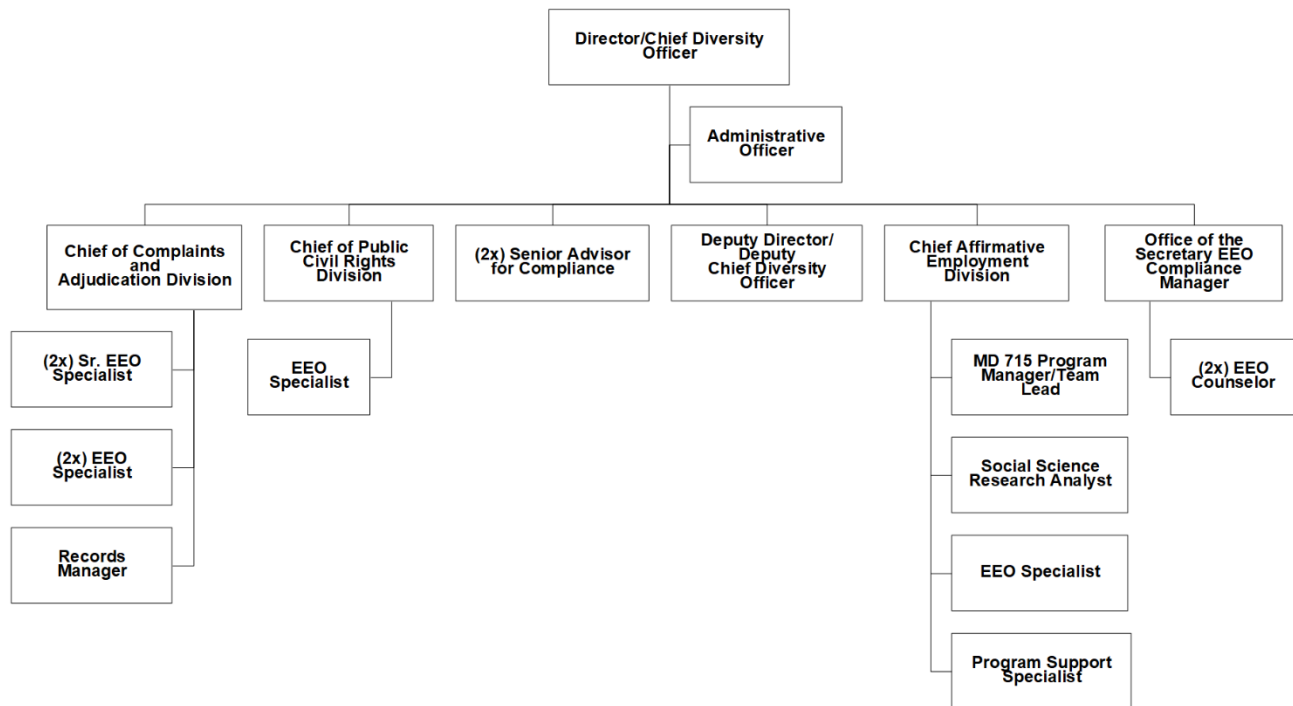 Director/Chief Diversity
Officer
Administrative
Officer
Chief of Complaints
and
Adjudication Division
Chief of Public
Civil Rights
Division
(2x) Senior Advisor
for Compliance
Deputy Director/
Deputy
Chief Diversity
Officer
Chief Affirmative
Employment
Division
Office of the
Secretary EEO
Compliance
Manager
(2x) Sr. EEO
Specialist
(2x) EEO
Specialist
Records
Manager
EEO
Specialist
MD 715 Program
Manager/Team
Lead
Social Science
Research Analyst
EEO Specialist
Program Support
Specialist
(2x) EEO
Counselor